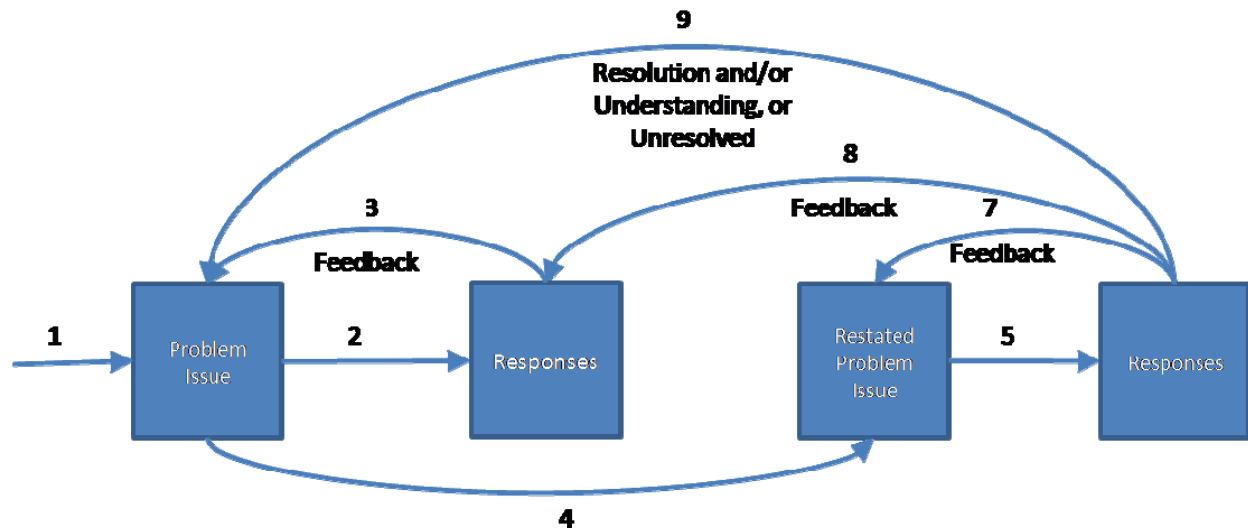 9
Resolution and/or
Understanding, or
Unresolved
8
Feedback
3
Feedback
7
Feedback
1
Problem
Issue
2
Responses
Restated
Problem
Issue
5
Responses
4